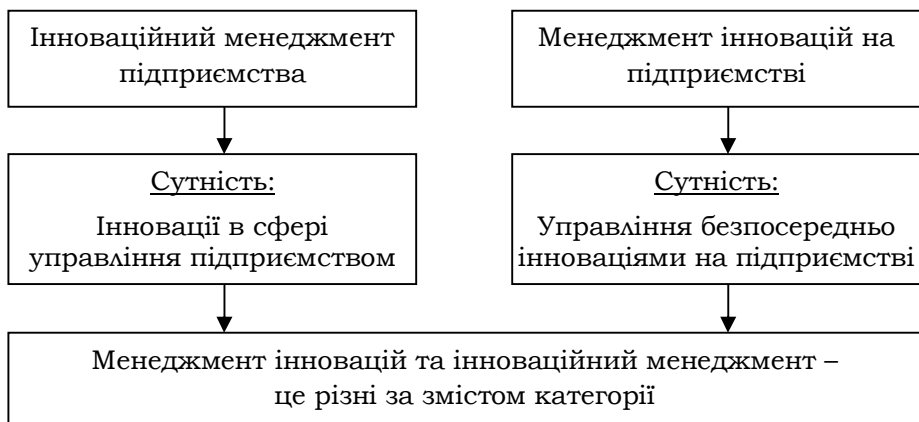 Інноваційний менеджмент
підприємства
Менеджмент інновацій на
підприємстві
Сутність:
Інновації в сфері
управління підприємством
Сутність:
Управління безпосередньо
інноваціями на підприємстві
Менеджмент інновацій та інноваційний менеджмент –
це різні за змістом категорії